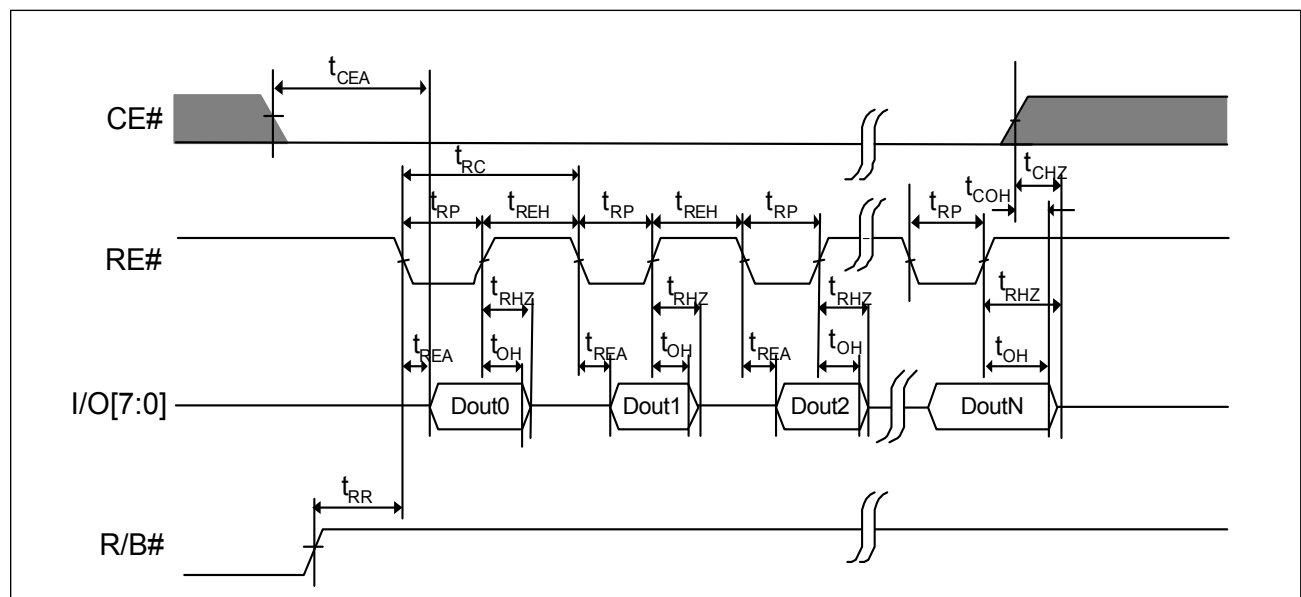 tCEA
CE#
tRC
tCHZ
tCOH
tRP
tREH
tRP
tREH
tRP
tRP
RE#
tRHZ
tRHZ
tRHZ
tRHZ
tREA
tOH
tREA
tOH
tREA
tOH
tOH
I/O[7:0]
Dout0
Dout1
Dout2
DoutN
tRR
R/B#